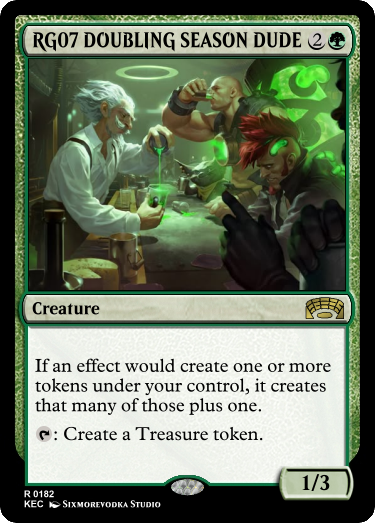 RG07 DOUBLING SEASON DUDE 2
Creature
If an effect would create one or more
tokens under your control, it creates
that many of those plus one.
: Create a Treasure token.
1/3
R 0182
KEC SIXMOREVODKA STUDIO